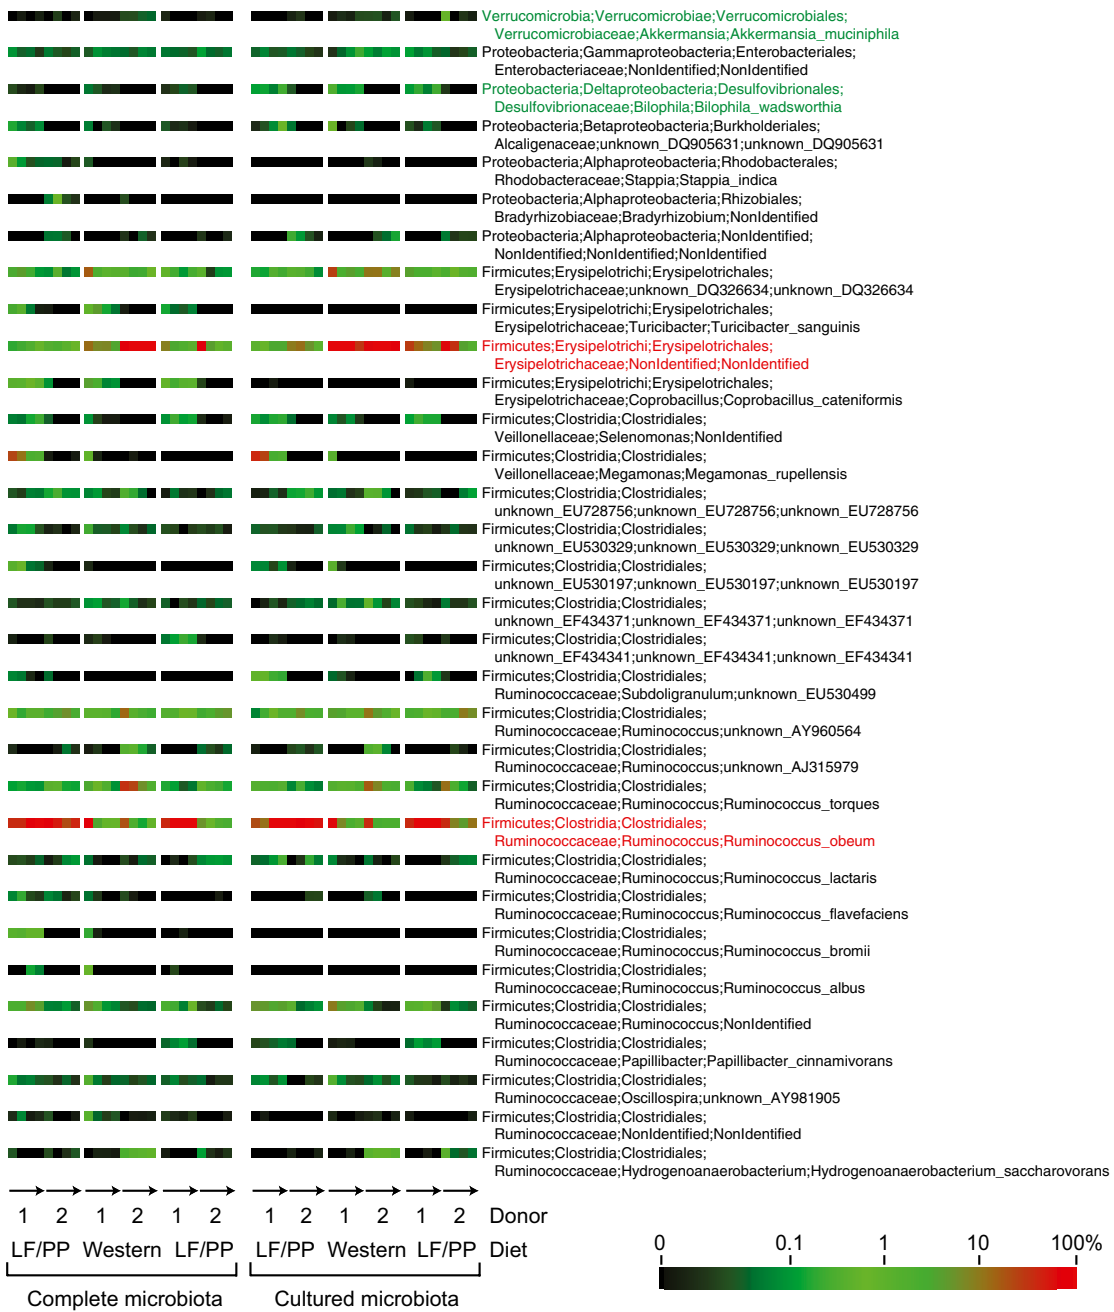 Verrucomicrobia;Verrucomicrobiae;Verrucomicrobiales;
Verrucomicrobiaceae;Akkermansia;Akkermansia_muciniphila
Proteobacteria;Gammaproteobacteria;Enterobacteriales;
Enterobacteriaceae;NonIdentified;NonIdentified
Proteobacteria;Deltaproteobacteria;Desulfovibrionales;
Desulfovibrionaceae;Bilophila;Bilophila_wadsworthia
Proteobacteria;Betaproteobacteria;Burkholderiales;
Alcaligenaceae;unknown_DQ905631;unknown_DQ905631
Proteobacteria;Alphaproteobacteria;Rhodobacterales;
Rhodobacteraceae;Stappia;Stappia_indica
Proteobacteria;Alphaproteobacteria;Rhizobiales;
Bradyrhizobiaceae;Bradyrhizobium;NonIdentified
Proteobacteria;Alphaproteobacteria;NonIdentified;
NonIdentified;NonIdentified;NonIdentified
Firmicutes;Erysipelotrichi;Erysipelotrichales;
Erysipelotrichaceae;unknown_DQ326634;unknown_DQ326634
Firmicutes;Erysipelotrichi;Erysipelotrichales;
Erysipelotrichaceae;Turicibacter;Turicibacter_sanguinis
Firmicutes;Erysipelotrichi;Erysipelotrichales;
Erysipelotrichaceae;NonIdentified;NonIdentified
Firmicutes;Erysipelotrichi;Erysipelotrichales;
Erysipelotrichaceae;Coprobacillus;Coprobacillus_cateniformis
Firmicutes;Clostridia;Clostridiales;
Veillonellaceae;Selenomonas;NonIdentified
Firmicutes;Clostridia;Clostridiales;
Veillonellaceae;Megamonas;Megamonas_rupellensis
Firmicutes;Clostridia;Clostridiales;
unknown_EU728756;unknown_EU728756;unknown_EU728756
Firmicutes;Clostridia;Clostridiales;
unknown_EU530329;unknown_EU530329;unknown_EU530329
Firmicutes;Clostridia;Clostridiales;
unknown_EU530197;unknown_EU530197;unknown_EU530197
Firmicutes;Clostridia;Clostridiales;
unknown_EF434371;unknown_EF434371;unknown_EF434371
Firmicutes;Clostridia;Clostridiales;
unknown_EF434341;unknown_EF434341;unknown_EF434341
Firmicutes;Clostridia;Clostridiales;
Ruminococcaceae;Subdoligranulum;unknown_EU530499
Firmicutes;Clostridia;Clostridiales;
Ruminococcaceae;Ruminococcus;unknown_AY960564
Firmicutes;Clostridia;Clostridiales;
Ruminococcaceae;Ruminococcus;unknown_AJ315979
Firmicutes;Clostridia;Clostridiales;
Ruminococcaceae;Ruminococcus;Ruminococcus_torques
Firmicutes;Clostridia;Clostridiales;
Ruminococcaceae;Ruminococcus;Ruminococcus_obeum
Firmicutes;Clostridia;Clostridiales;
Ruminococcaceae;Ruminococcus;Ruminococcus_lactaris
Firmicutes;Clostridia;Clostridiales;
Ruminococcaceae;Ruminococcus;Ruminococcus_flavefaciens
Firmicutes;Clostridia;Clostridiales;
Ruminococcaceae;Ruminococcus;Ruminococcus_bromii
Firmicutes;Clostridia;Clostridiales;
Ruminococcaceae;Ruminococcus;Ruminococcus_albus
Firmicutes;Clostridia;Clostridiales;
Ruminococcaceae;Ruminococcus;NonIdentified
Firmicutes;Clostridia;Clostridiales;
Ruminococcaceae;Papillibacter;Papillibacter_cinnamivorans
Firmicutes;Clostridia;Clostridiales;
Ruminococcaceae;Oscillospira;unknown_AY981905
Firmicutes;Clostridia;Clostridiales;
Ruminococcaceae;NonIdentified;NonIdentified
Firmicutes;Clostridia;Clostridiales;
Ruminococcaceae;Hydrogenoanaerobacterium;Hydrogenoanaerobacterium_saccharovorans
1 2 1 2 1 2 1 2 1 2 1 2 Donor
LF/PP Western LF/PP LF/PP Western LF/PP Diet
Complete microbiota Cultured microbiota
0 0.1 1 10 100%